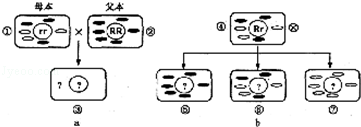 母本 父本
① rr × RR ② ④ Rr ⊗
? ? ? ? ?
③ ⑤ ⑥ ⑦
a b